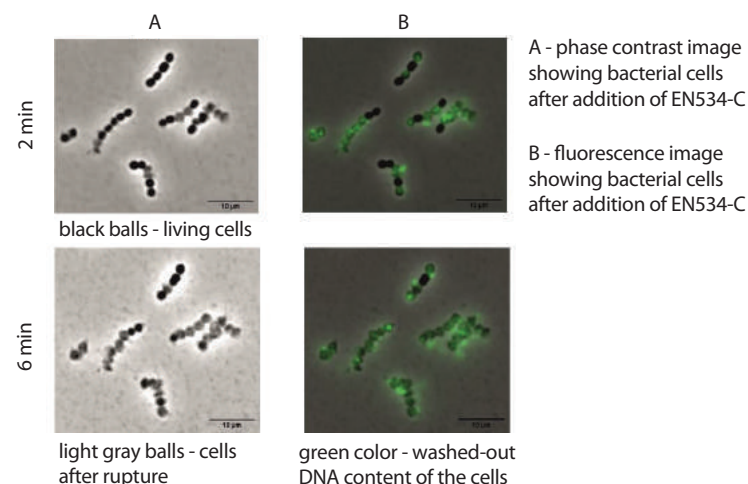 A
B
A - phase contrast image
showing bacterial cells
after addition of EN534-C
B - fluorescence image
showing bacterial cells
after addition of EN534-C
2 min
10 µm
10 µm
black balls - living cells
6 min
10 µm
10 µm
light gray balls - cells
after rupture
green color - washed-out
DNA content of the cells